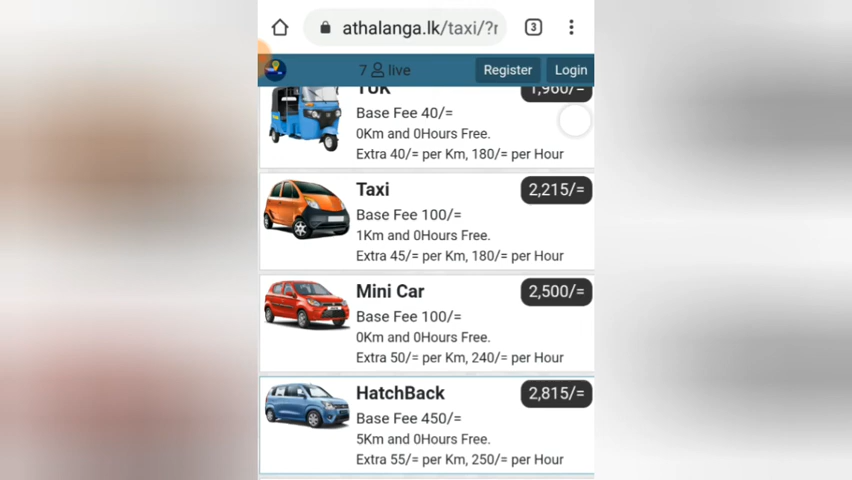 athalanga.lk/taxi/?r
3
7 live
Register
Login
TUK
1,960/=
Base Fee 40/=
0Km and 0Hours Free.
Extra 40/= per Km, 180/= per Hour
Taxi
2,215/=
Base Fee 100/=
1Km and 0Hours Free.
Extra 45/= per Km, 180/= per Hour
Mini Car
2,500/=
Base Fee 100/=
0Km and 0Hours Free.
Extra 50/= per Km, 240/= per Hour
HatchBack
2,815/=
Base Fee 450/=
5Km and 0Hours Free.
Extra 55/= per Km, 250/= per Hour